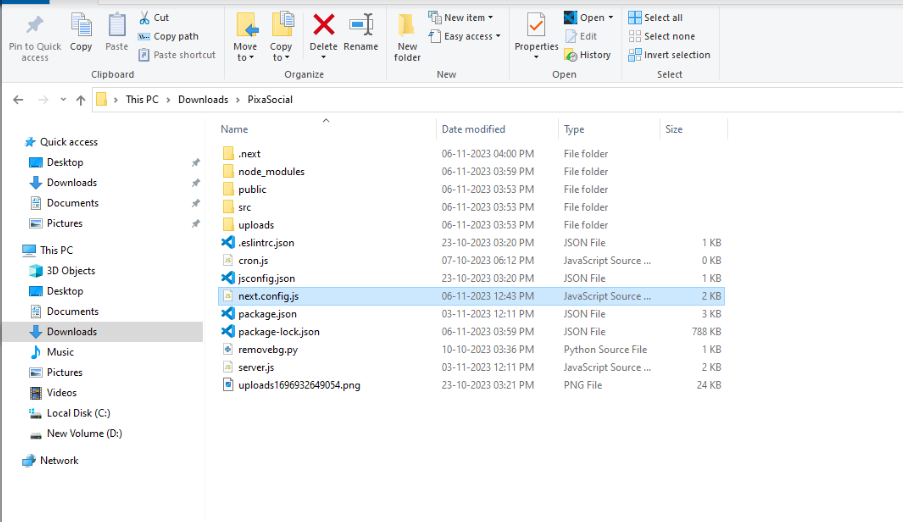 Pin to Quick access
Copy
Paste
Cut
Copy path
Paste shortcut
Clipboard
Move to
Copy to
Delete
Rename
Organize
New folder
New item
Easy access
New
Properties
Open
Edit
History
Open
Select all
Select none
Invert selection
Select
This PC > Downloads > PixaSocial
Quick access
Desktop
Downloads
Documents
Pictures
This PC
3D Objects
Desktop
Documents
Downloads
Music
Pictures
Videos
Local Disk (C:)
New Volume (D:)
Network
Name Date modified Type Size
.next 06-11-2023 04:00 PM File folder
node_modules 06-11-2023 03:59 PM File folder
public 06-11-2023 03:53 PM File folder
src 06-11-2023 03:53 PM File folder
uploads 06-11-2023 03:53 PM File folder
.eslintrc.json 23-10-2023 03:20 PM JSON File 1 KB
cron.js 07-10-2023 06:12 PM JavaScript Source ... 0 KB
jsconfig.json 23-10-2023 03:20 PM JSON File 1 KB
next.config.js 06-11-2023 12:43 PM JavaScript Source ... 2 KB
package.json 03-11-2023 12:11 PM JSON File 3 KB
package-lock.json 06-11-2023 03:59 PM JSON File 788 KB
removebg.py 10-10-2023 03:36 PM Python Source File 1 KB
server.js 03-11-2023 12:11 PM JavaScript Source ... 2 KB
uploads1696932649054.png 23-10-2023 03:21 PM PNG File 24 KB